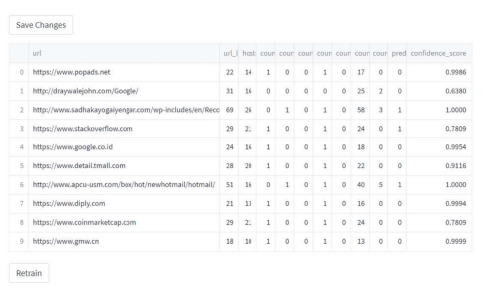 Save Changes
url url_l host coun coun coun coun coun coun pred confidence_score
0 https://www.popads.net 22 14 1 0 0 1 0 17 0 0 0.9986
1 http://draywalejohn.com/Google/ 31 16 0 0 0 0 0 25 2 0 0.6380
2 http://www.sadhakayogaiyengar.com/wp-includes/en/Reco 69 26 0 1 0 1 0 58 3 1 1.0000
3 https://www.stackoverflow.com 29 1 0 0 1 0 24 0 1 0.7809
4 https://www.google.co.id 24 16 1 0 0 1 0 18 0 0 0.9954
5 https://www.detail.tmall.com 28 20 1 0 0 1 0 22 0 0 0.9116
6 http://www.apcu-usm.com/box/hot/newhotmail/hotmail/ 51 16 0 1 0 1 0 40 5 1 1.0000
7 https://www.diply.com 21 13 1 0 0 1 0 16 0 0 0.9994
8 https://www.coinmarketcap.com 29 1 0 0 1 0 24 0 0 0.7809
9 https://www.gmw.cn 18 10 1 0 0 1 0 13 0 0 0.9999
Retrain